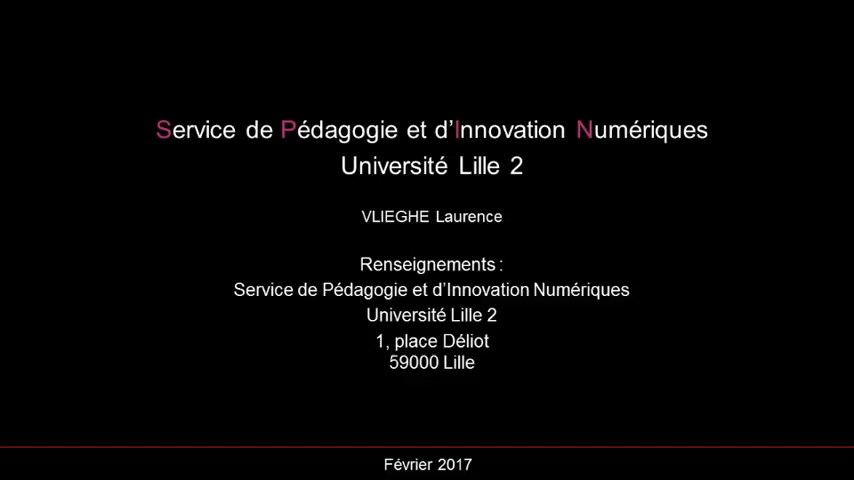 Service de Pédagogie et d’Innovation Numériques
Université Lille 2
VLIEGHE Laurence
Renseignements :
Service de Pédagogie et d’Innovation Numériques
Université Lille 2
1, place Déliot
59000 Lille
Février 2017